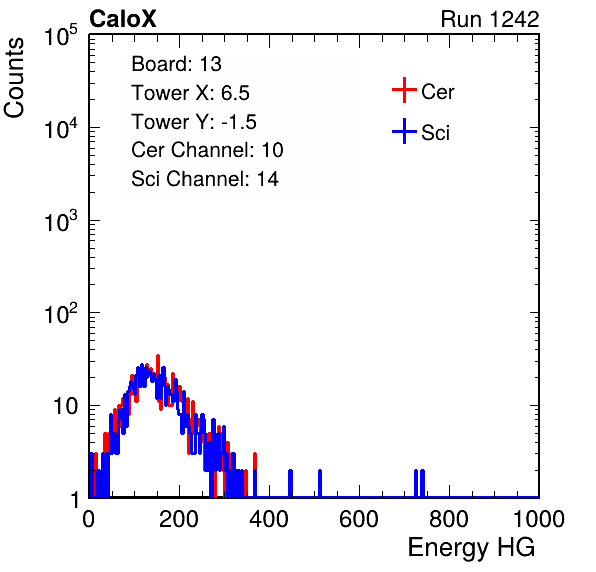 CaloX Run 1242
Counts
10^5
10^4
10^3
10^2
10
1
Board: 13
Tower X: 6.5
Tower Y: -1.5
Cer Channel: 10
Sci Channel: 14
Cer
Sci
0 200 400 600 800 1000
Energy HG